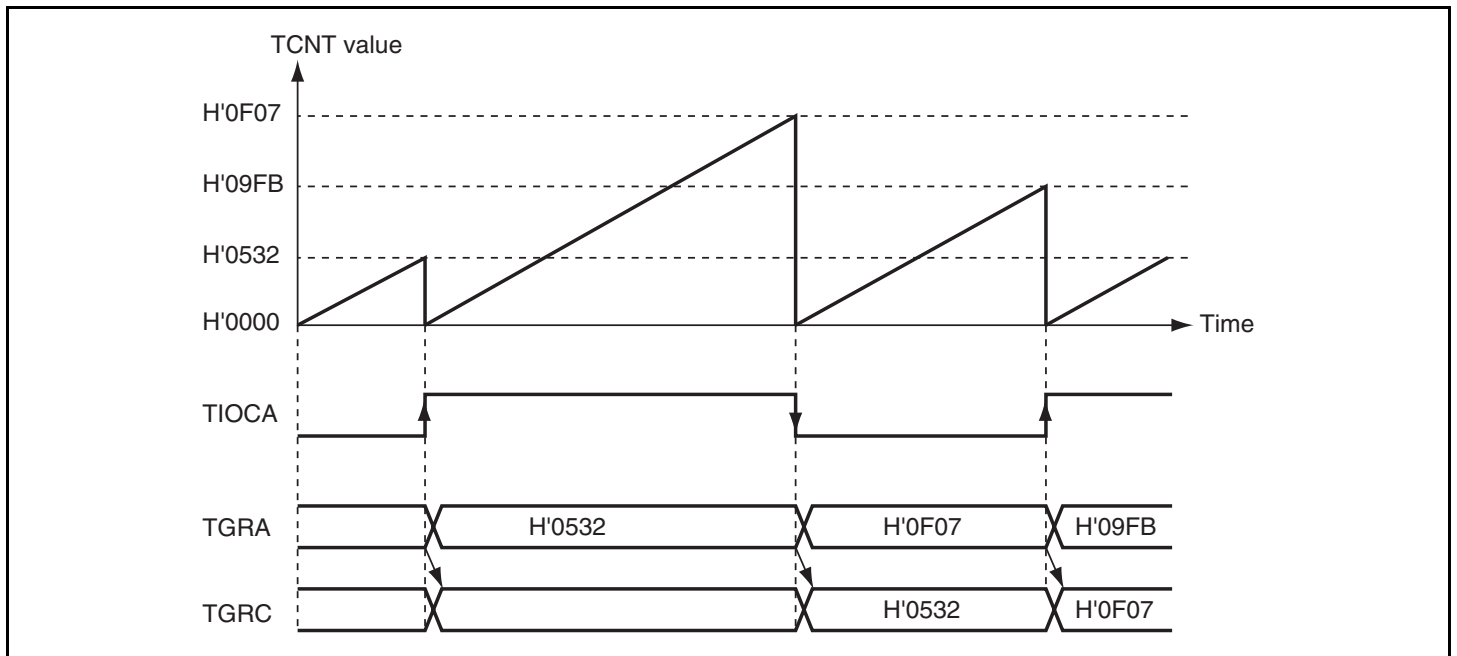 TCNT value
H'0F07
H'09FB
H'0532
H'0000
Time
TIOCA
TGRA H'0532 H'0F07 H'09FB
TGRC H'0532 H'0F07